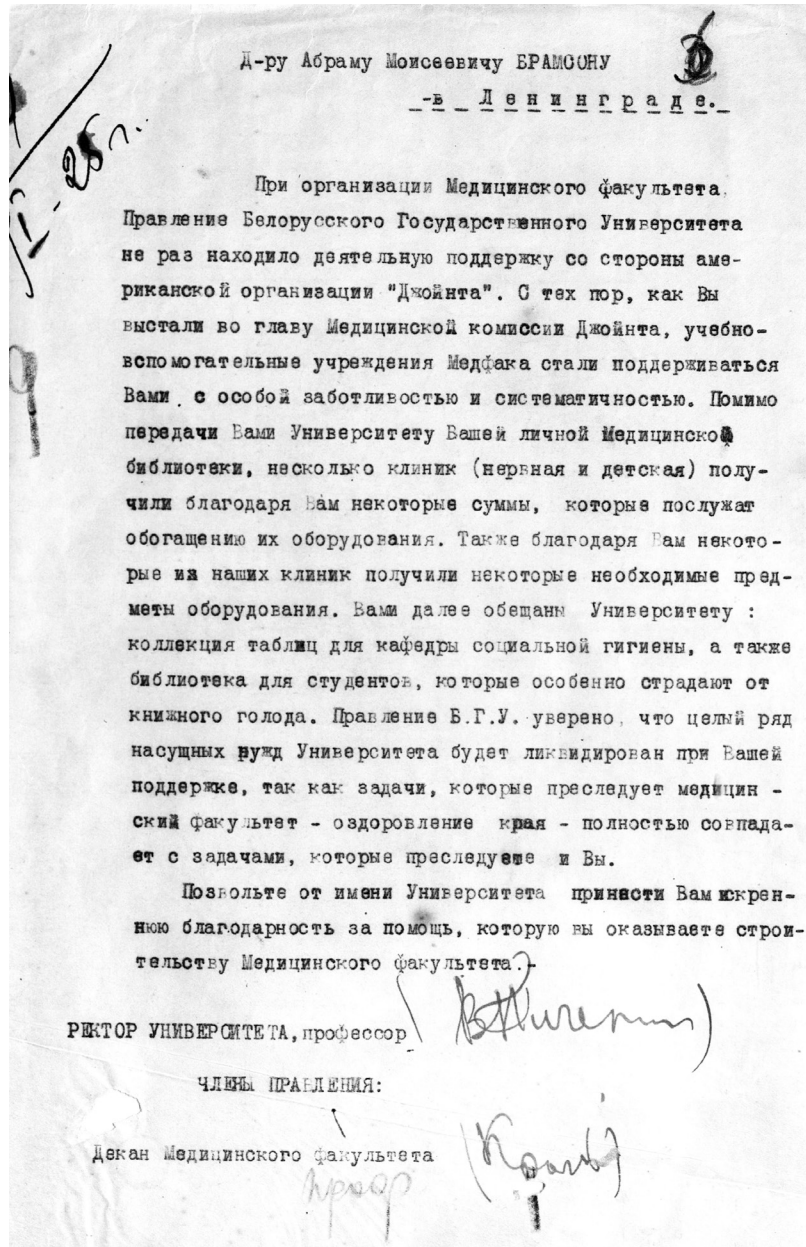 Д-ру Абраму Моисеевичу БРАМСОНУ
-в Ленинграде.
I-25 г.
При организации Медицинского факультета
Правление Белорусского Государственного Университета
не раз находило деятельную поддержку со стороны аме-
риканской организации "Джойнта". С тех пор, как Вы
выстали во главу Медицинской комиссии Джойнта, учебно-
вспомогательные учреждения Медфака стали поддерживаться
Вами с особой заботливостью и систематичностью. Помимо
передачи Вами Университету Вашей личной Медицинской
библиотеки, несколько клиник (нервная и детская) полу-
чили благодаря Вам некоторые суммы, которые послужат
обогащению их оборудования. Также благодаря Вам некото-
рые из наших клиник получили некоторые необходимые пред-
меты оборудования. Вами далее обещаны Университету :
коллекция таблиц для кафедры социальной гигиены, а также
библиотека для студентов, которые особенно страдают от
книжного голода. Правление Б.Г.У. уверено, что целый ряд
насущных нужд Университета будет ликвидирован при Вашей
поддержке, так как задачи, которые преследует медицин -
ский факультет - оздоровление края - полностью совпада-
ет с задачами, которые преследуете и Вы.
Позвольте от имени Университета принести Вам искрен-
нюю благодарность за помощь, которую вы оказываете строи-
тельству Медицинского факультета.-
РЕКТОР УНИВЕРСИТЕТА, профессор (ВПичета)
ЧЛЕНЫ ПРАВЛЕНИЯ:
Декан Медицинского факультета (Кроль)
проф